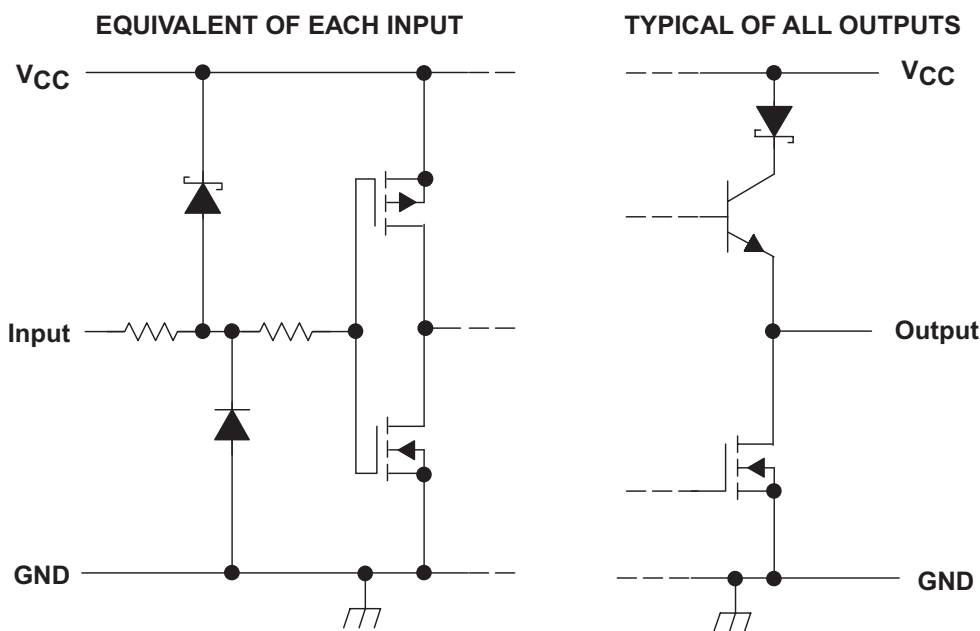 EQUIVALENT OF EACH INPUT
VCC
Input
GND
TYPICAL OF ALL OUTPUTS
VCC
Output
GND